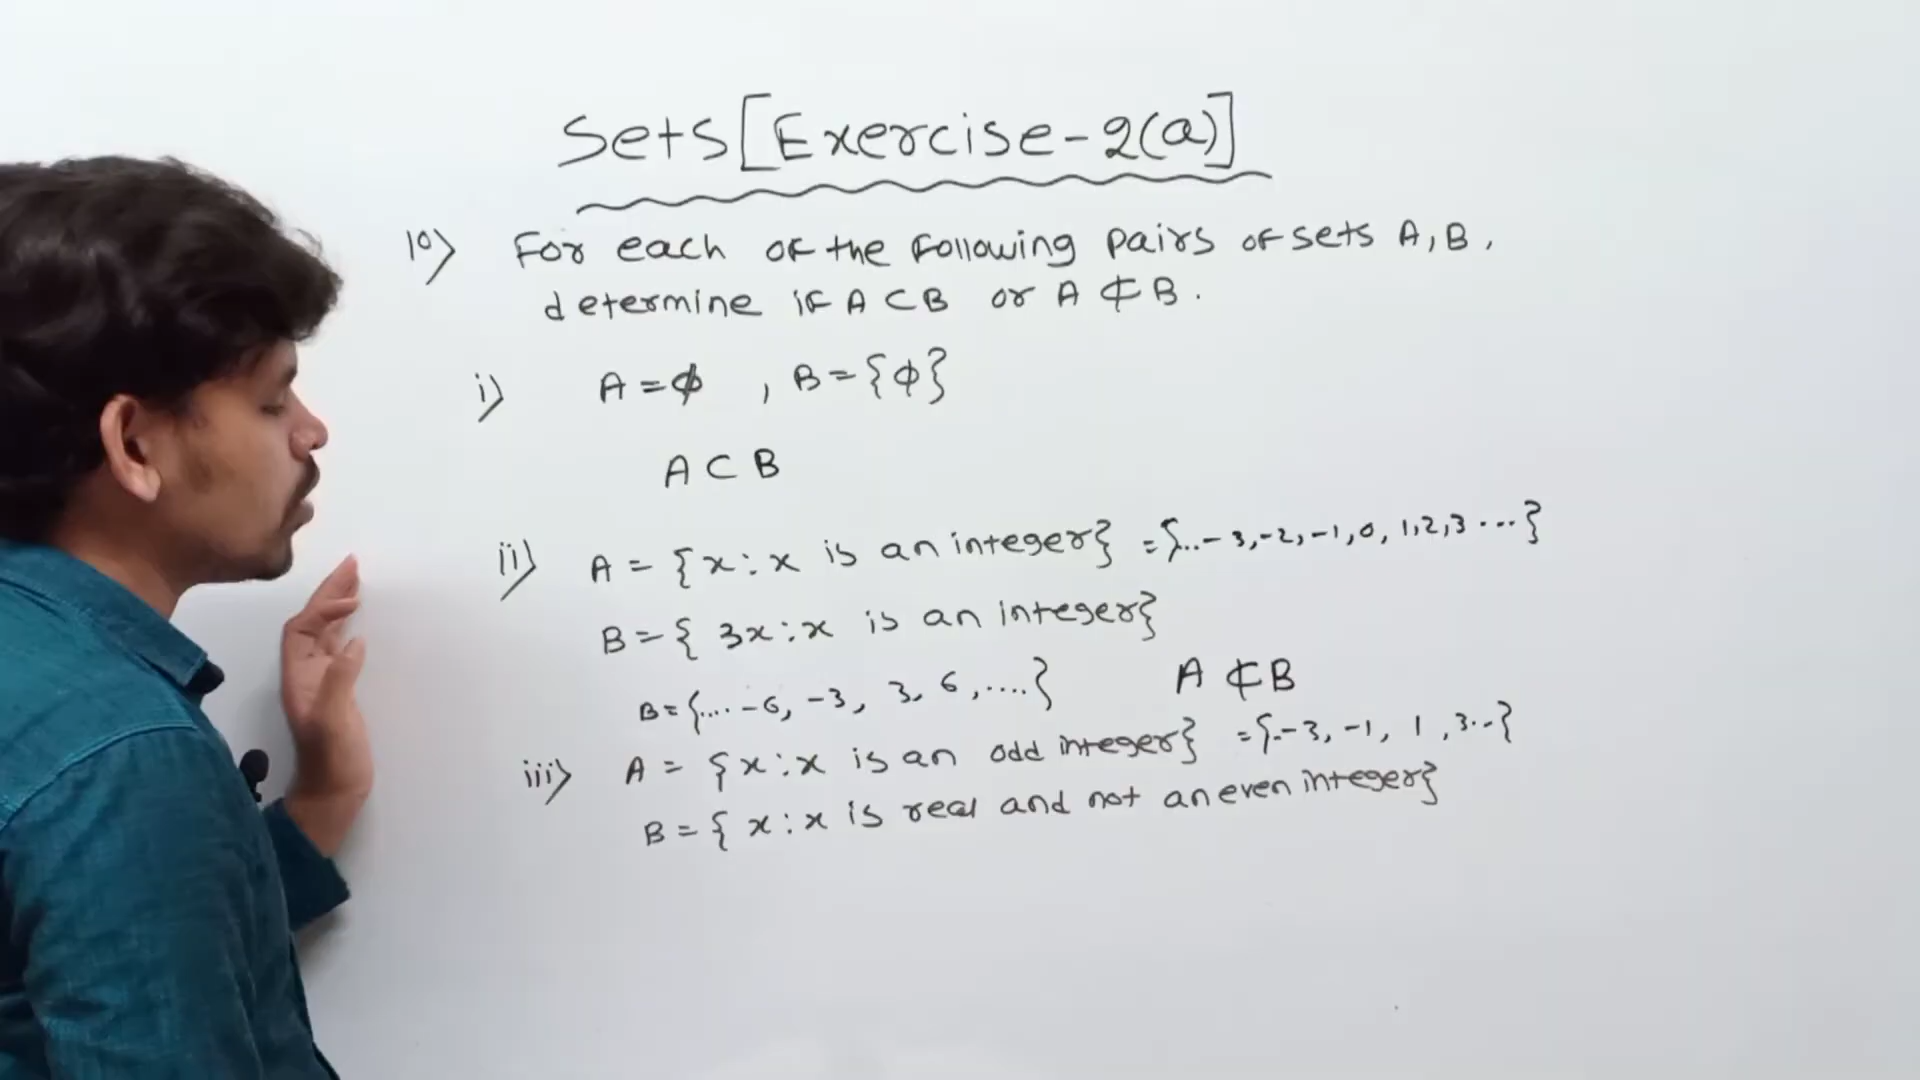 Sets [Exercise-2(a)]
10) For each of the following pairs of sets A, B,
determine if A ⊂ B or A ⊄ B.
i) A = ϕ , B = {ϕ}
A ⊂ B
ii) A = {x : x is an integer} = {..-3,-2,-1,0, 1,2,3 ...}
B = { 3x : x is an integer}
B = {.... -6, -3, 3, 6, ....} A ⊄ B
iii) A = {x : x is an odd integer} = {..-3, -1, 1, 3..}
B = { x : x is real and not an even integer}